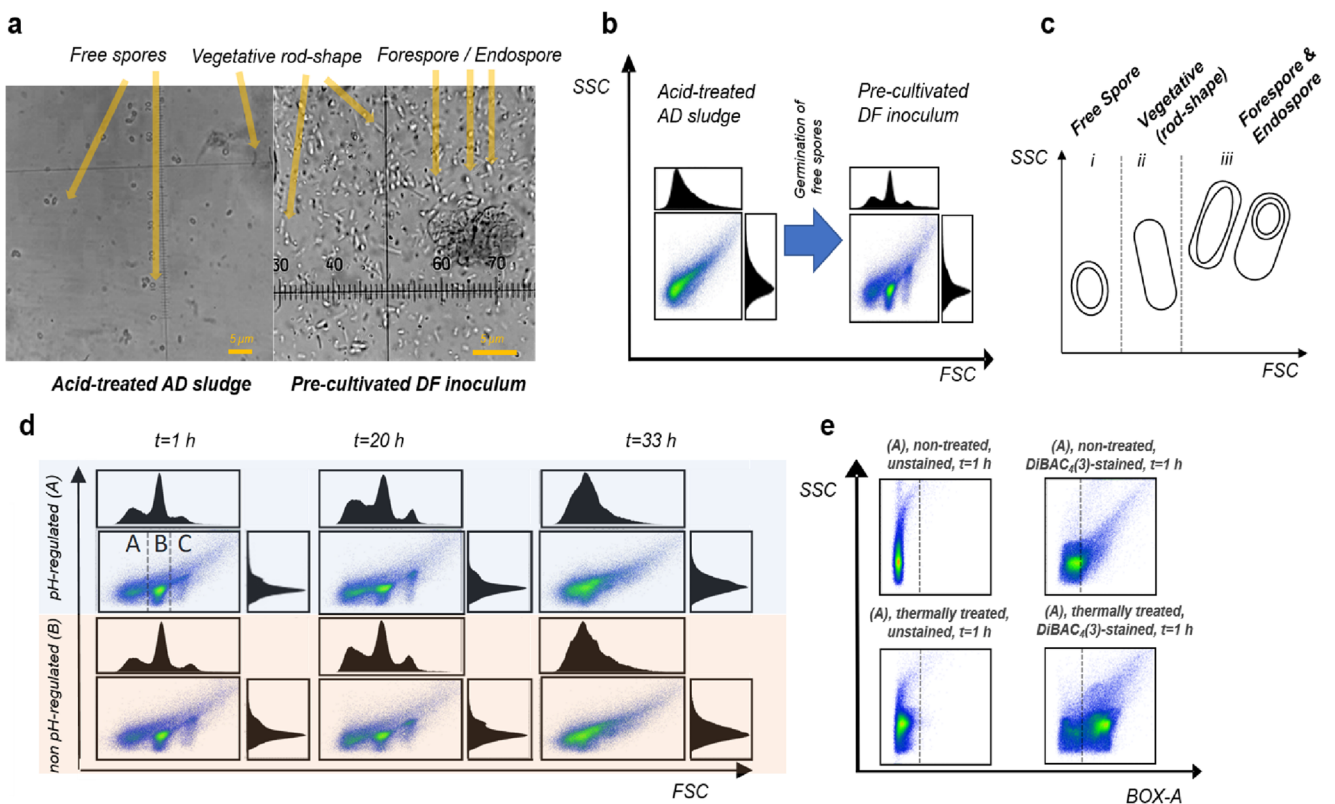 a
Free spores
Vegetative rod-shape
Forespore / Endospore
30
40
60
70
5 µm
5 µm
Acid-treated AD sludge
Pre-cultivated DF inoculum
b
SSC
Acid-treated
AD sludge
Germination of
free spores
Pre-cultivated
DF inoculum
FSC
c
Free Spore
Vegetative
(rod-shape)
Forespore &
Endospore
SSC
i
ii
iii
FSC
d
t=1 h
t=20 h
t=33 h
pH-regulated (A)
A
B
C
non pH-regulated (B)
FSC
e
SSC
(A), non-treated,
unstained, t=1 h
(A), non-treated,
DiBAC4(3)-stained, t=1 h
(A), thermally treated,
unstained, t=1 h
(A), thermally treated,
DiBAC4(3)-stained, t=1 h
BOX-A